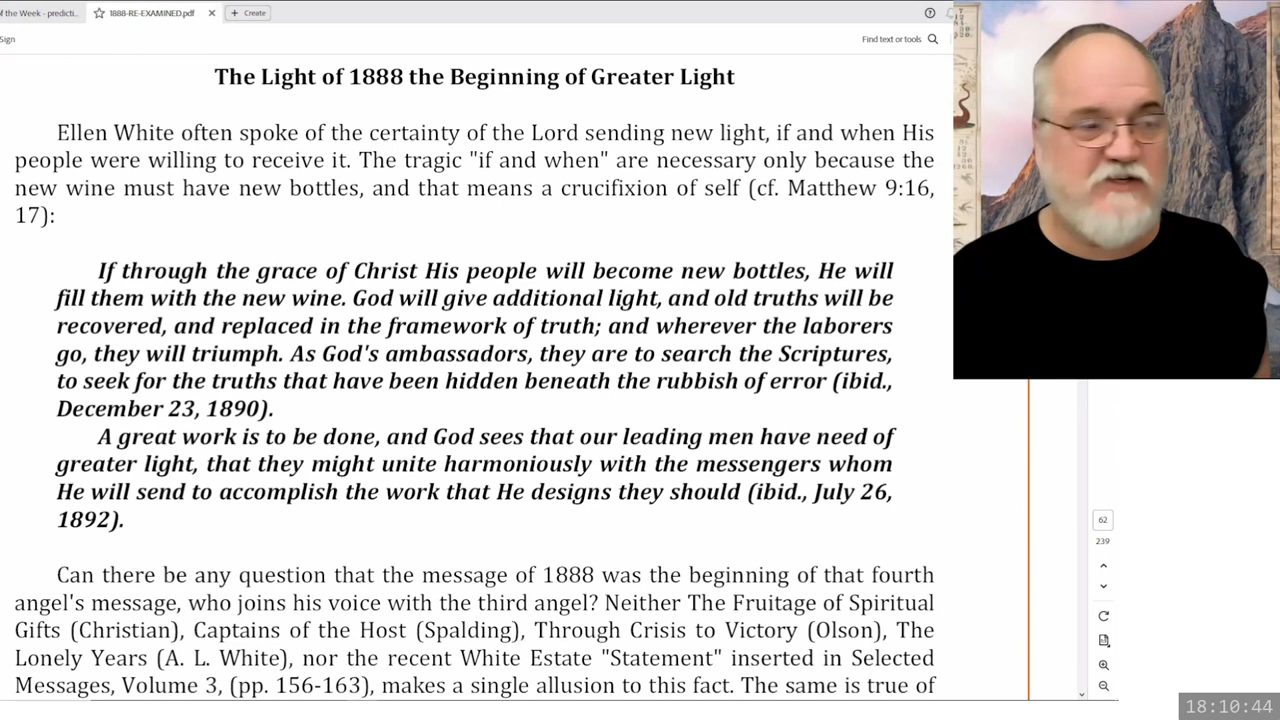 of the Week - predicti...
1888-RE-EXAMINED.pdf
Create
Sign
Find text or tools
The Light of 1888 the Beginning of Greater Light
Ellen White often spoke of the certainty of the Lord sending new light, if and when His
people were willing to receive it. The tragic "if and when" are necessary only because the
new wine must have new bottles, and that means a crucifixion of self (cf. Matthew 9:16,
17):
If through the grace of Christ His people will become new bottles, He will
fill them with the new wine. God will give additional light, and old truths will be
recovered, and replaced in the framework of truth; and wherever the laborers
go, they will triumph. As God's ambassadors, they are to search the Scriptures,
to seek for the truths that have been hidden beneath the rubbish of error (ibid.,
December 23, 1890).
A great work is to be done, and God sees that our leading men have need of
greater light, that they might unite harmoniously with the messengers whom
He will send to accomplish the work that He designs they should (ibid., July 26,
1892).
Can there be any question that the message of 1888 was the beginning of that fourth
angel's message, who joins his voice with the third angel? Neither The Fruitage of Spiritual
Gifts (Christian), Captains of the Host (Spalding), Through Crisis to Victory (Olson), The
Lonely Years (A. L. White), nor the recent White Estate "Statement" inserted in Selected
Messages, Volume 3, (pp. 156-163), makes a single allusion to this fact. The same is true of
62
239
18:10:44